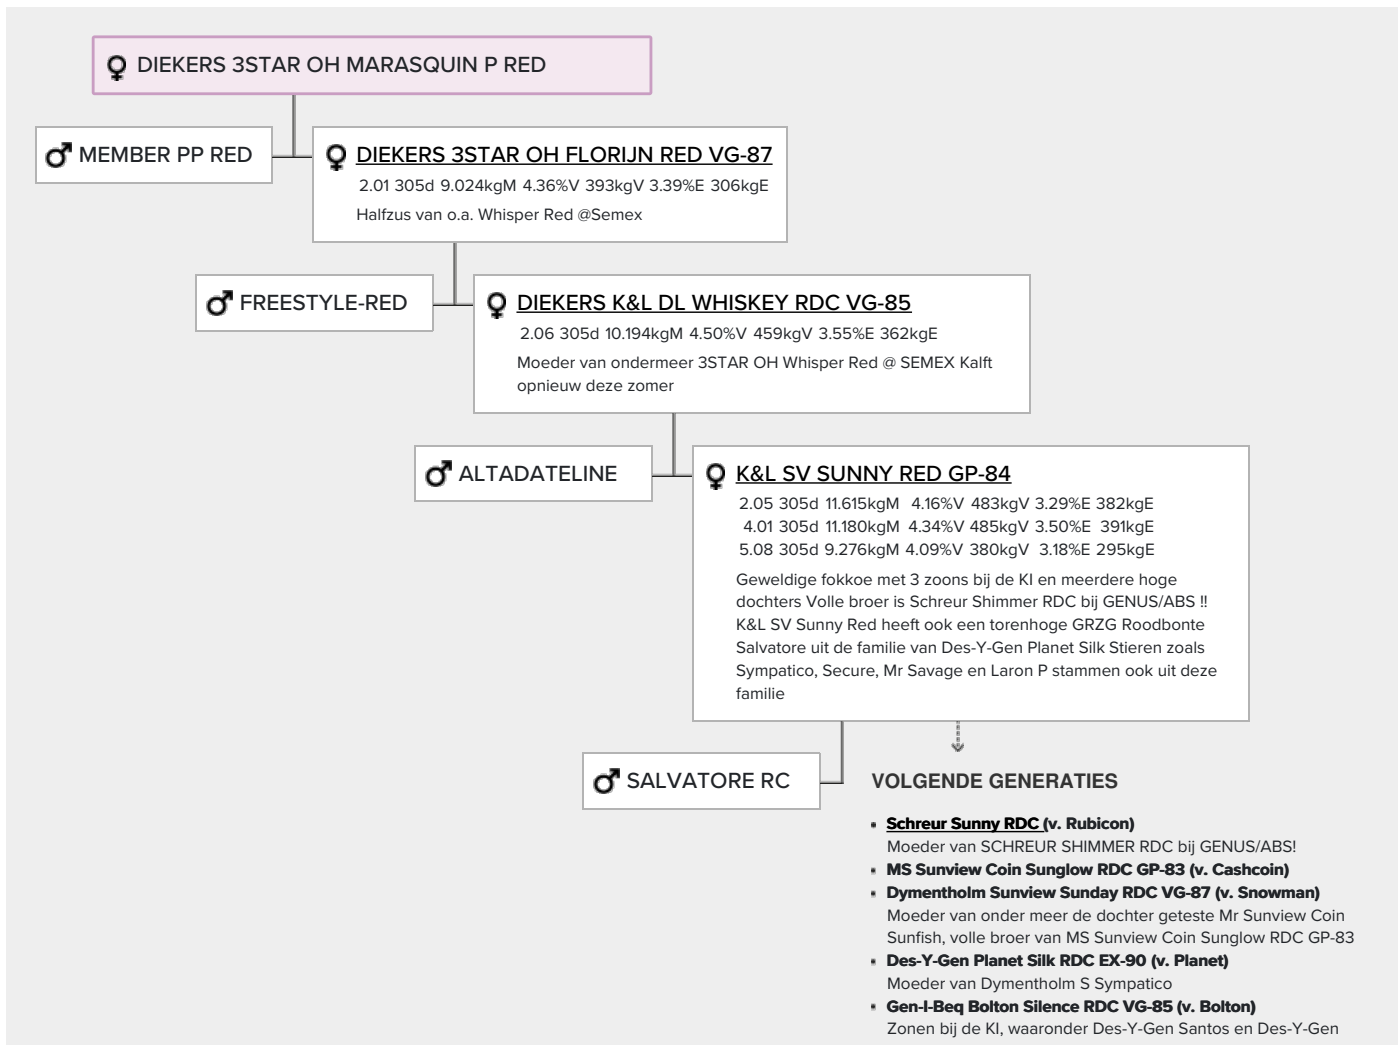 DIEKERS 3STAR OH MARASQUIN P RED
MEMBER PP RED
DIEKERS 3STAR OH FLORIJN RED VG-87
2.01 305d 9.024kgM 4.36%V 393kgV 3.39%E 306kgE
Halfzus van o.a. Whisper Red @Semex
FREESTYLE-RED
DIEKERS K&L DL WHISKEY RDC VG-85
2.06 305d 10.194kgM 4.50%V 459kgV 3.55%E 362kgE
Moeder van ondermeer 3STAR OH Whisper Red @ SEMEX Kalft
opnieuw deze zomer
ALTADATELINE
K&L SV SUNNY RED GP-84
2.05 305d 11.615kgM 4.16%V 483kgV 3.29%E 382kgE
4.01 305d 11.180kgM 4.34%V 485kgV 3.50%E 391kgE
5.08 305d 9.276kgM 4.09%V 380kgV 3.18%E 295kgE
Geweldige fokkoe met 3 zoons bij de KI en meerdere hoge
dochters Volle broer is Schreur Shimmer RDC bij GENUS/ABS !!
K&L SV Sunny Red heeft ook een torenhoge GRZG Roodbonte
Salvatore uit de familie van Des-Y-Gen Planet Silk Stieren zoals
Sympatico, Secure, Mr Savage en Laron P stammen ook uit deze
familie
SALVATORE RC
VOLGENDE GENERATIES
Schreur Sunny RDC (v. Rubicon)
Moeder van SCHREUR SHIMMER RDC bij GENUS/ABS!
MS Sunview Coin Sunglow RDC GP-83 (v. Cashcoin)
Dymentholm Sunview Sunday RDC VG-87 (v. Snowman)
Moeder van onder meer de dochter geteste Mr Sunview Coin
Sunfish, volle broer van MS Sunview Coin Sunglow RDC GP-83
Des-Y-Gen Planet Silk RDC EX-90 (v. Planet)
Moeder van Dymentholm S Sympatico
Gen-I-Beq Bolton Silence RDC VG-85 (v. Bolton)
Zonen bij de KI, waaronder Des-Y-Gen Santos en Des-Y-Gen